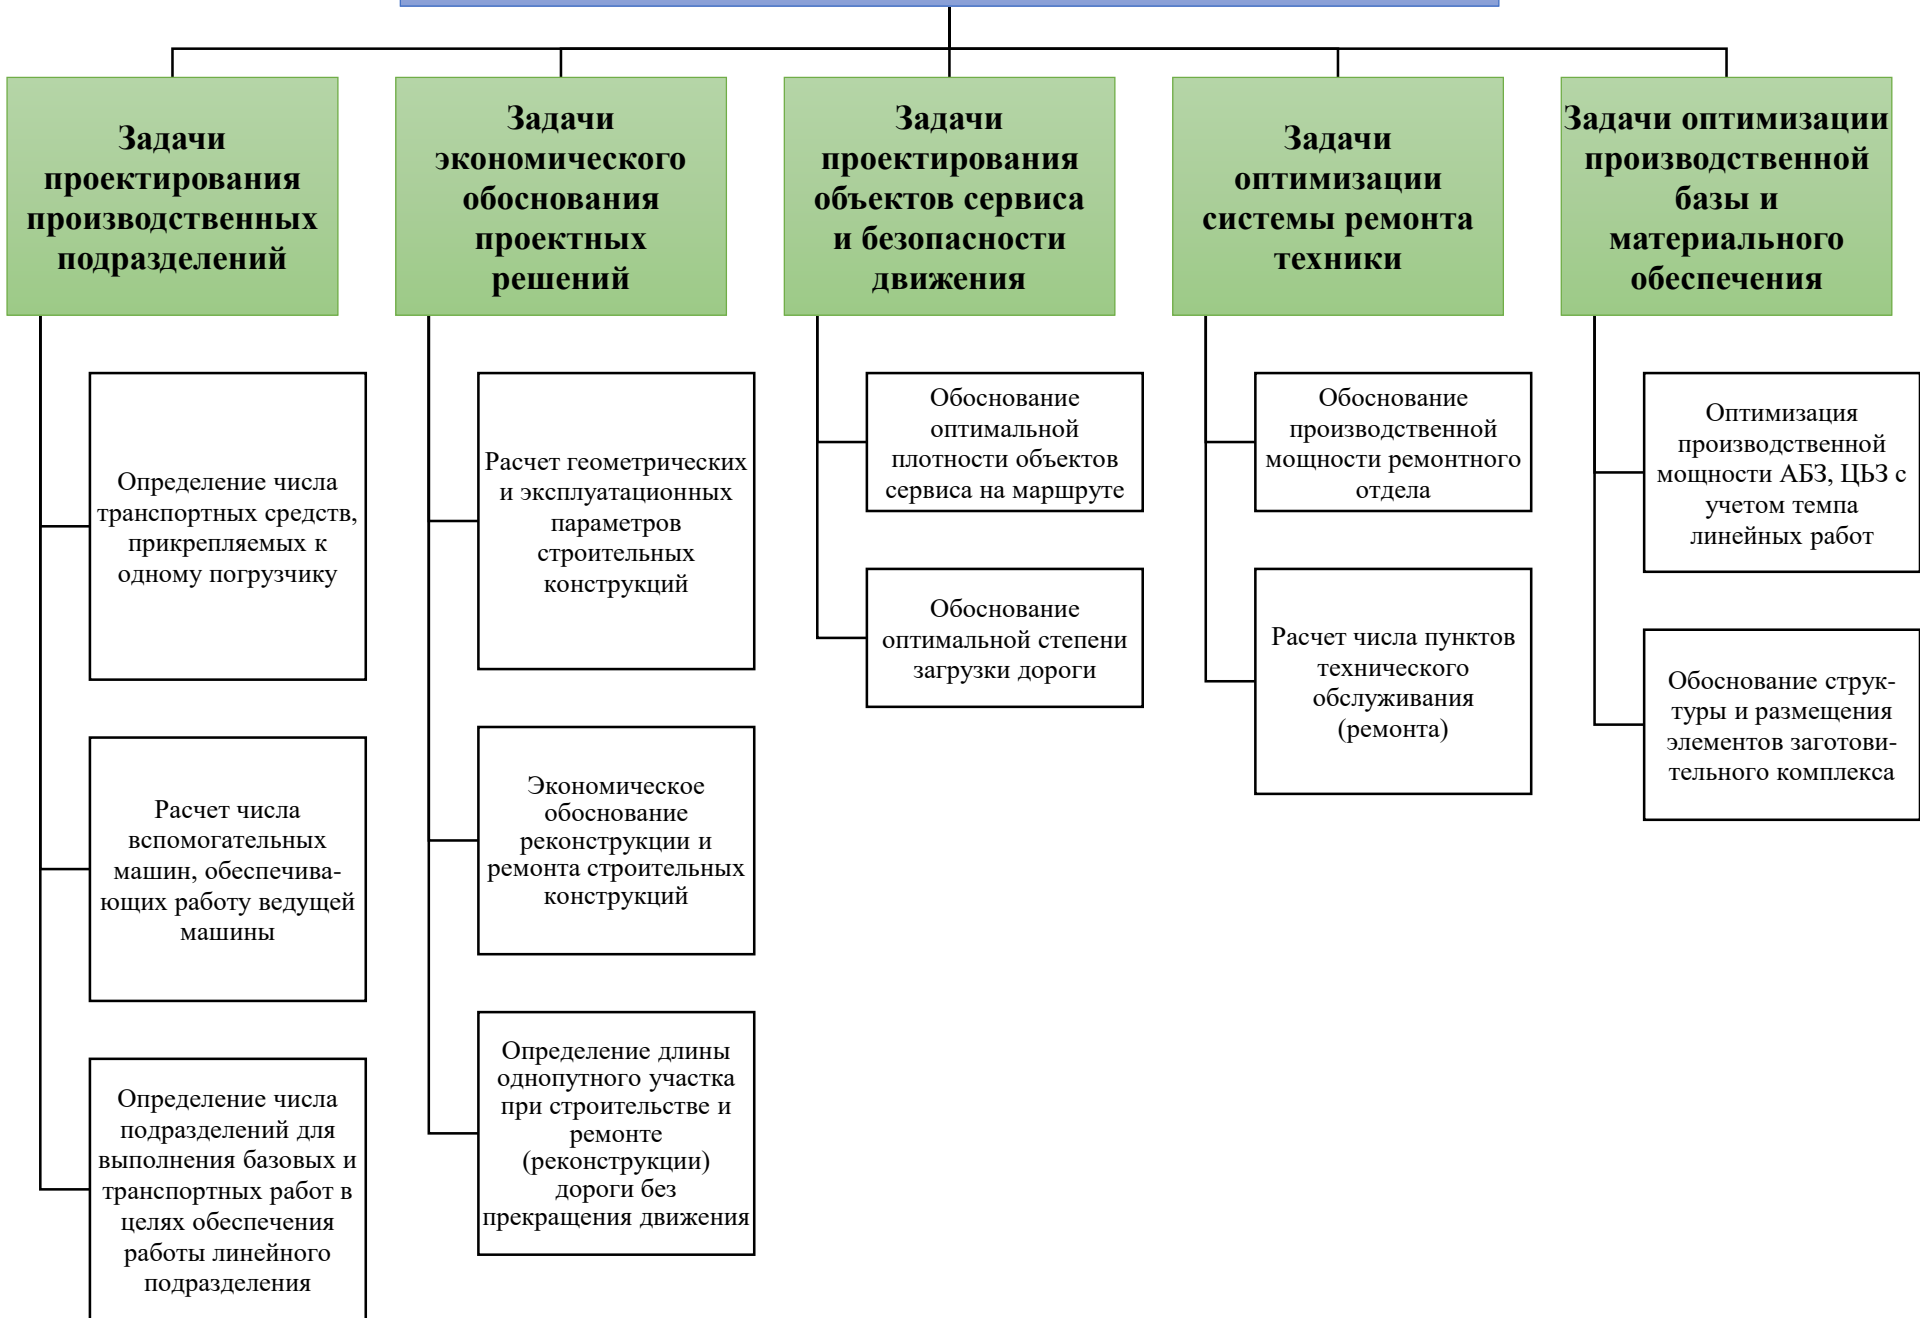 Задачи
проектирования
производственных
подразделений
Определение числа
транспортных средств,
прикрепляемых к
одному погрузчику
Расчет числа
вспомогательных
машин, обеспечива-
ющих работу ведущей
машины
Определение числа
подразделений для
выполнения базовых и
транспортных работ в
целях обеспечения
работы линейного
подразделения
Задачи
экономического
обоснования
проектных
решений
Расчет геометрических
и эксплуатационных
параметров
строительных
конструкций
Экономическое
обоснование
реконструкции и
ремонта строительных
конструкций
Определение длины
однопутного участка
при строительстве и
ремонте
(реконструкции)
дороги без
прекращения движения
Задачи
проектирования
объектов сервиса
и безопасности
движения
Обоснование
оптимальной
плотности объектов
сервиса на маршруте
Обоснование
оптимальной степени
загрузки дороги
Задачи
оптимизации
системы ремонта
техники
Обоснование
производственной
мощности ремонтного
отдела
Расчет числа пунктов
технического
обслуживания
(ремонта)
Задачи оптимизации
производственной
базы и
материального
обеспечения
Оптимизация
производственной
мощности АБЗ, ЦЬЗ с
учетом темпа
линейных работ
Обоснование струк-
туры и размещения
элементов заготови-
тельного комплекса